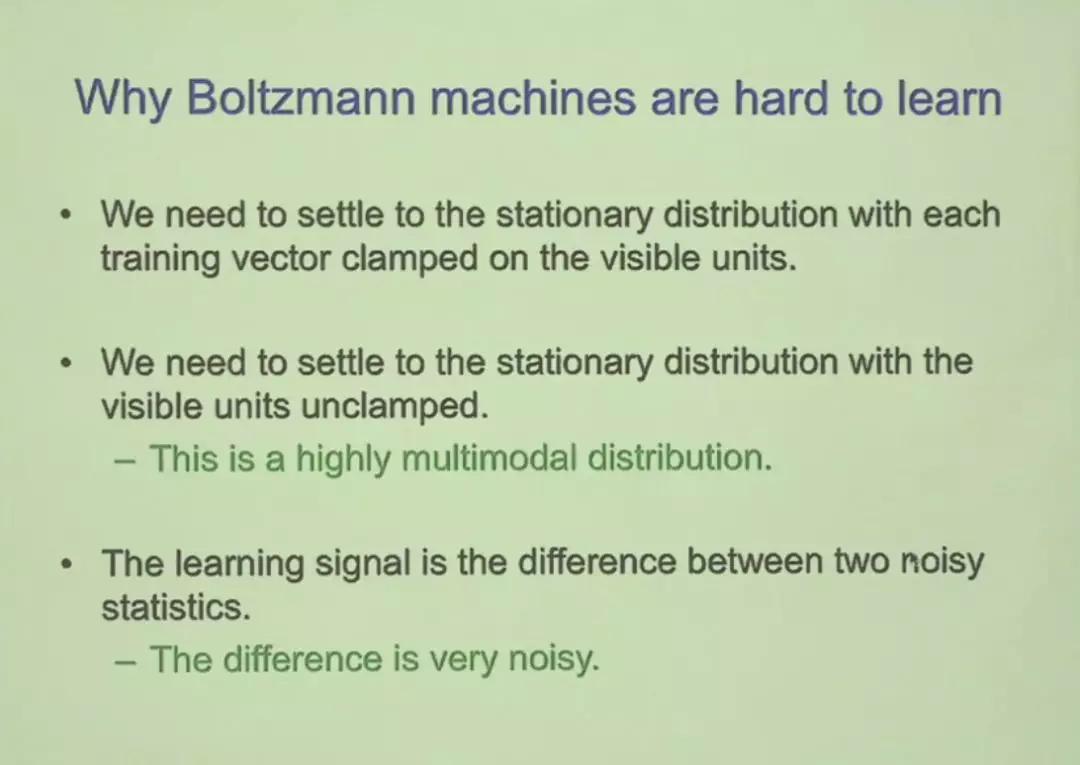 Why Boltzmann machines are hard to learn
• We need to settle to the stationary distribution with each
training vector clamped on the visible units.
• We need to settle to the stationary distribution with the
visible units unclamped.
– This is a highly multimodal distribution.
• The learning signal is the difference between two noisy
statistics.
– The difference is very noisy.